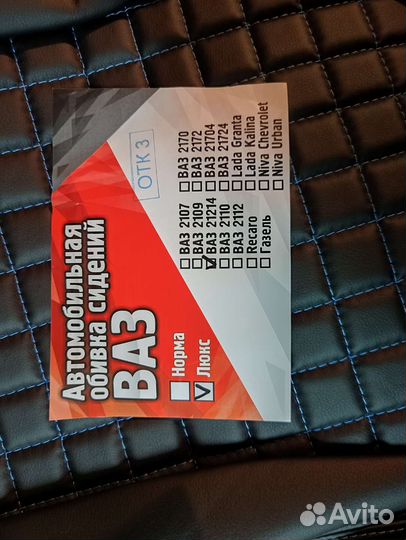 Автомобильная
обивка сидений
ВАЗ
Норма
Люкс
ВАЗ 2107
ВАЗ 2109
ВАЗ 2114
ВАЗ 2110
ВАЗ 2112
Recaro
Газель
ВАЗ 2170
ВАЗ 2172
ВАЗ 21704
ВАЗ 21724
Lada Granta
Lada Kalina
Niva Chevrolet
Niva Urban
ОТК 3
Avito